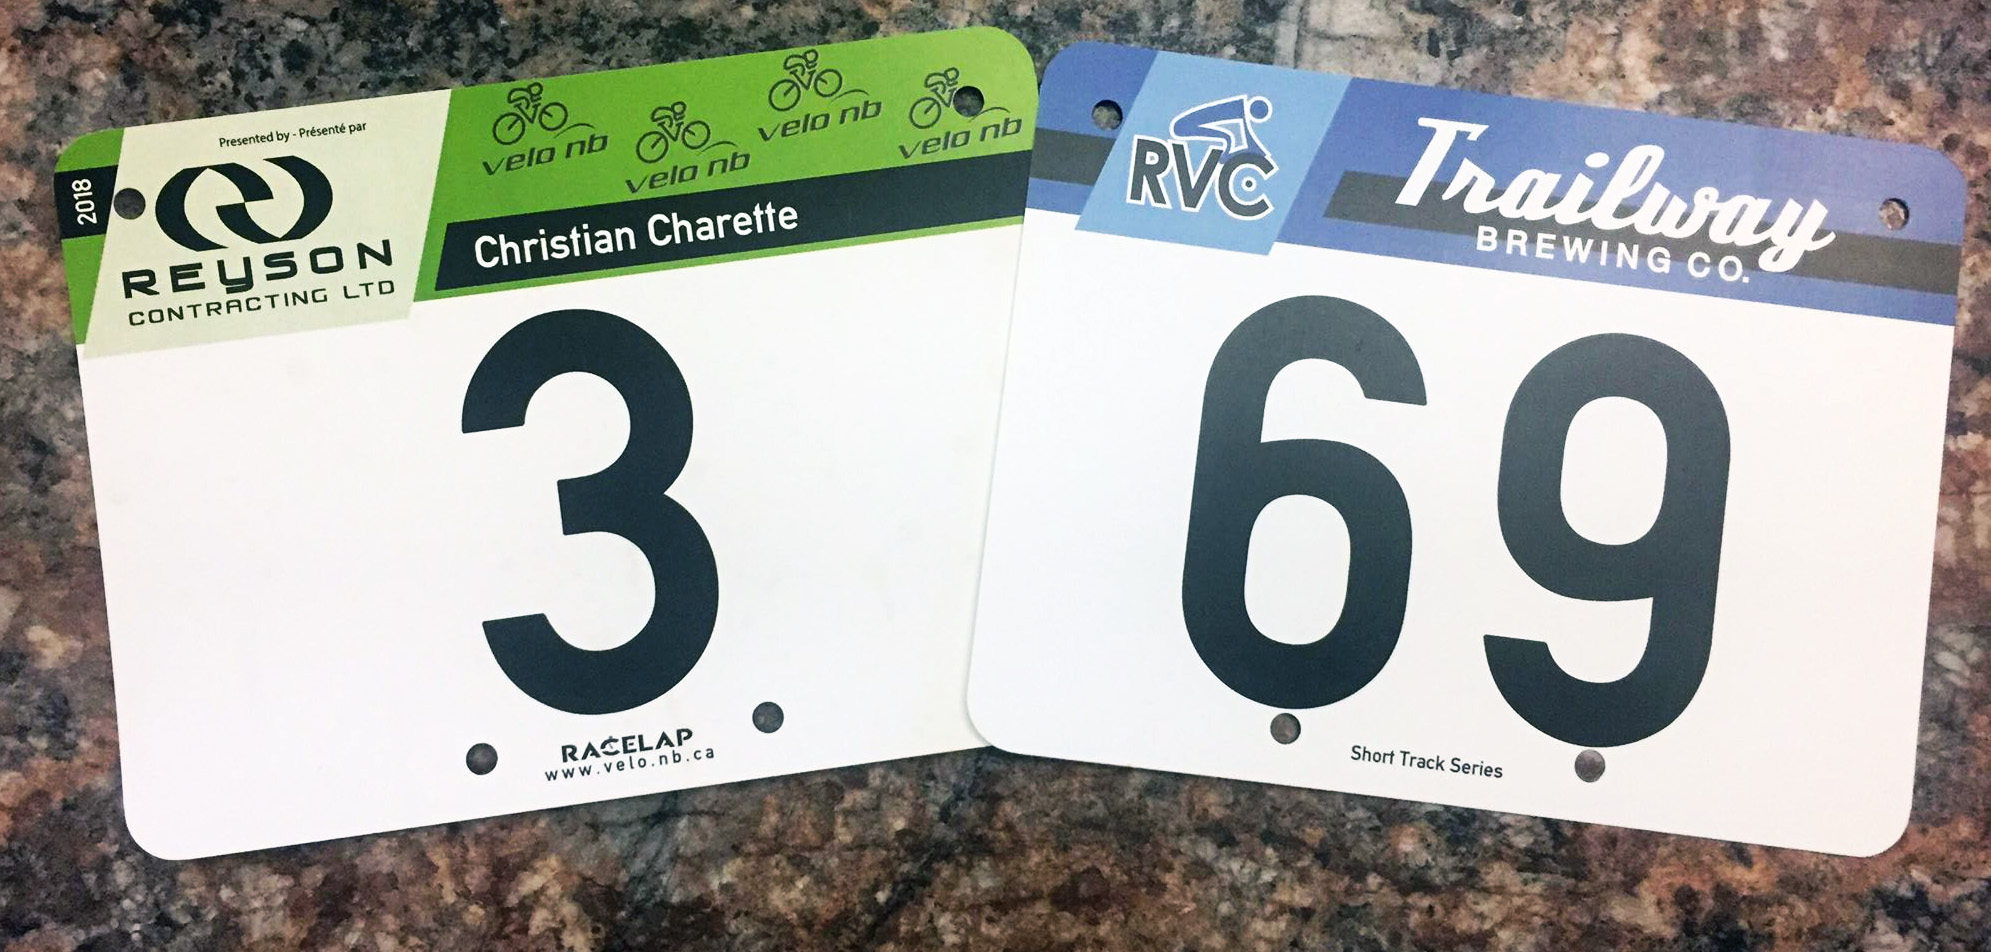 2018
Presented by - Présenté par
REYSON
CONTRACTING LTD
velo nb
velo nb
velo nb
velo nb
Christian Charette
3
RACELAP
www.velo.nb.ca
RVC
Trailway
BREWING CO.
69
Short Track Series